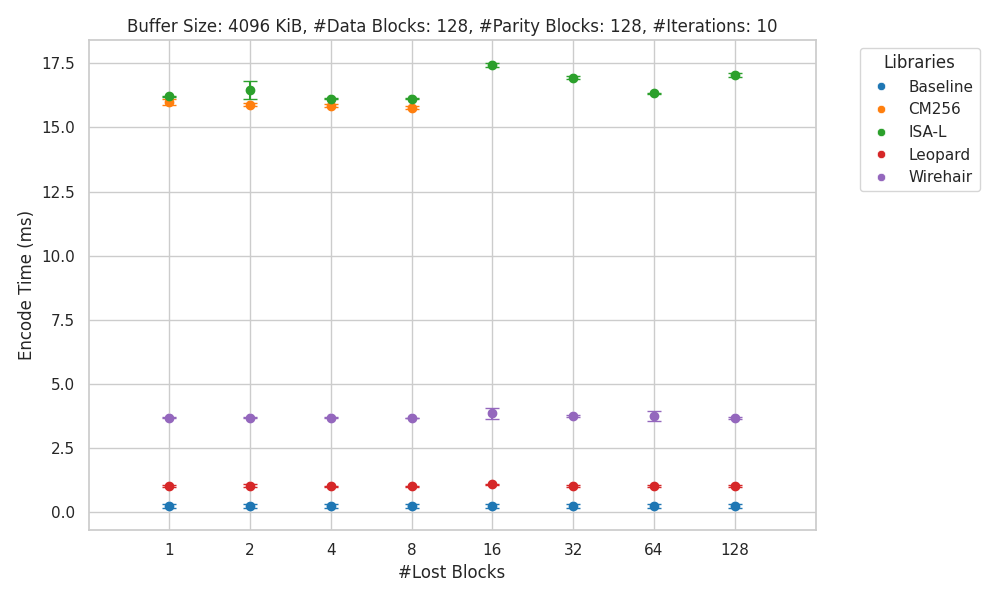 Buffer Size: 4096 KiB, #Data Blocks: 128, #Parity Blocks: 128, #Iterations: 10
Encode Time (ms)
17.5
15.0
12.5
10.0
7.5
5.0
2.5
0.0
1 2 4 8 16 32 64 128
#Lost Blocks
Libraries
Baseline
CM256
ISA-L
Leopard
Wirehair